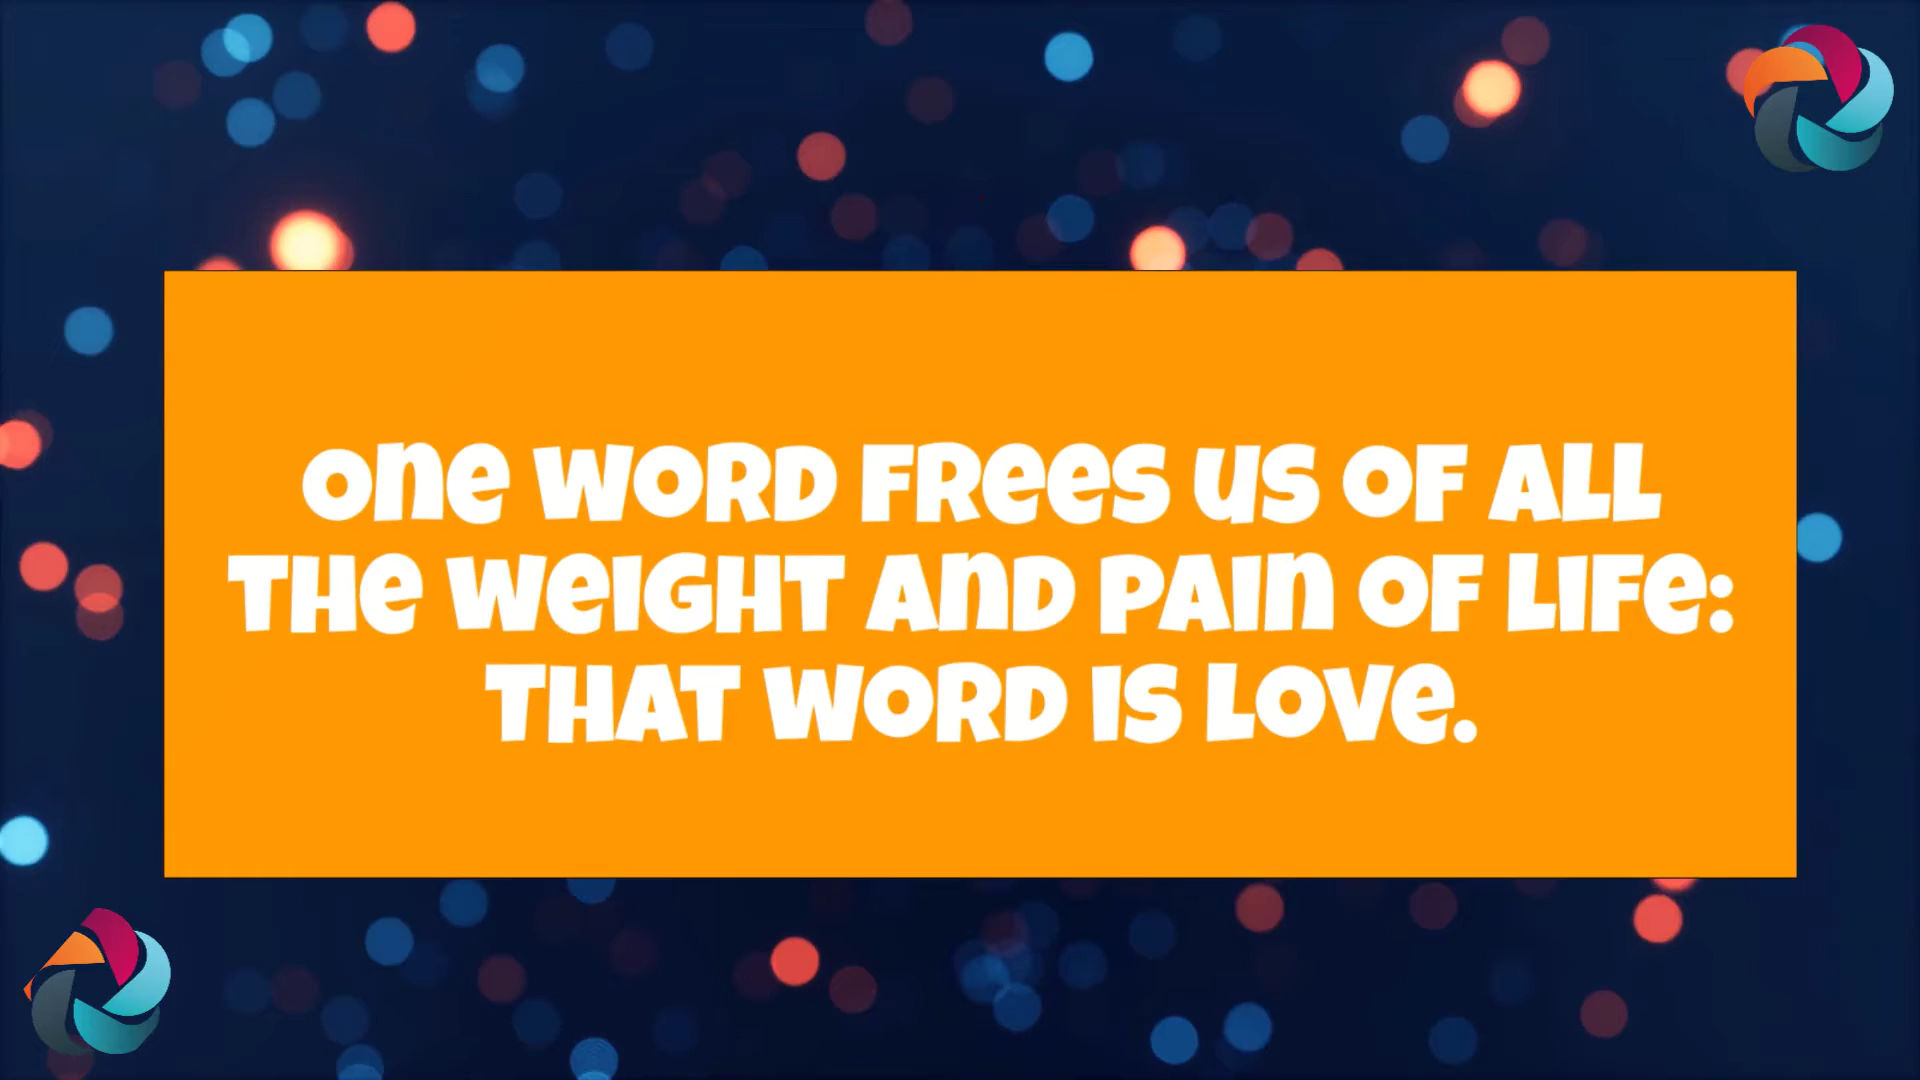 One word frees us of all
the weight and pain of life:
that word is love.